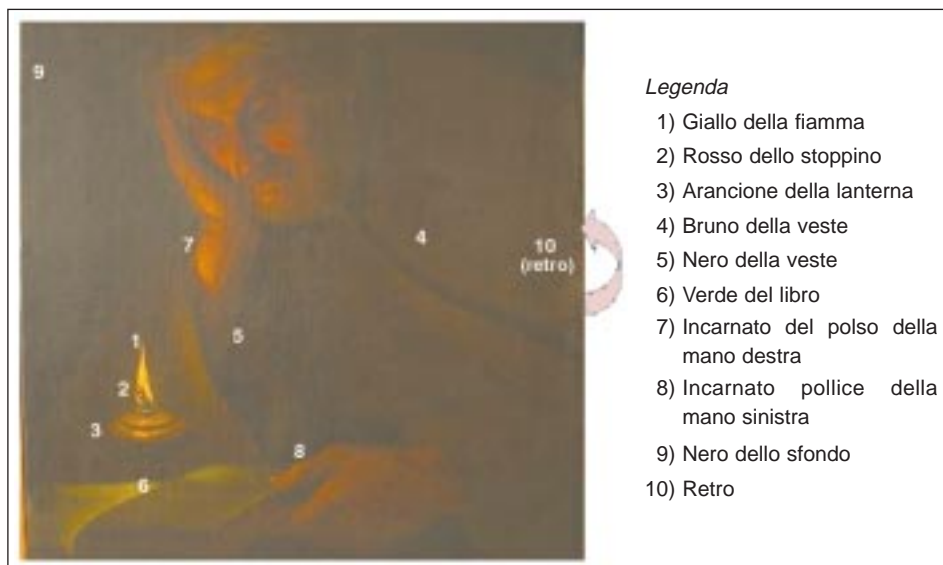 9
4
7
10
(retro)
5
1
2
3
8
6
Legenda
1) Giallo della fiamma
2) Rosso dello stoppino
3) Arancione della lanterna
4) Bruno della veste
5) Nero della veste
6) Verde del libro
7) Incarnato del polso della
mano destra
8) Incarnato pollice della
mano sinistra
9) Nero dello sfondo
10) Retro